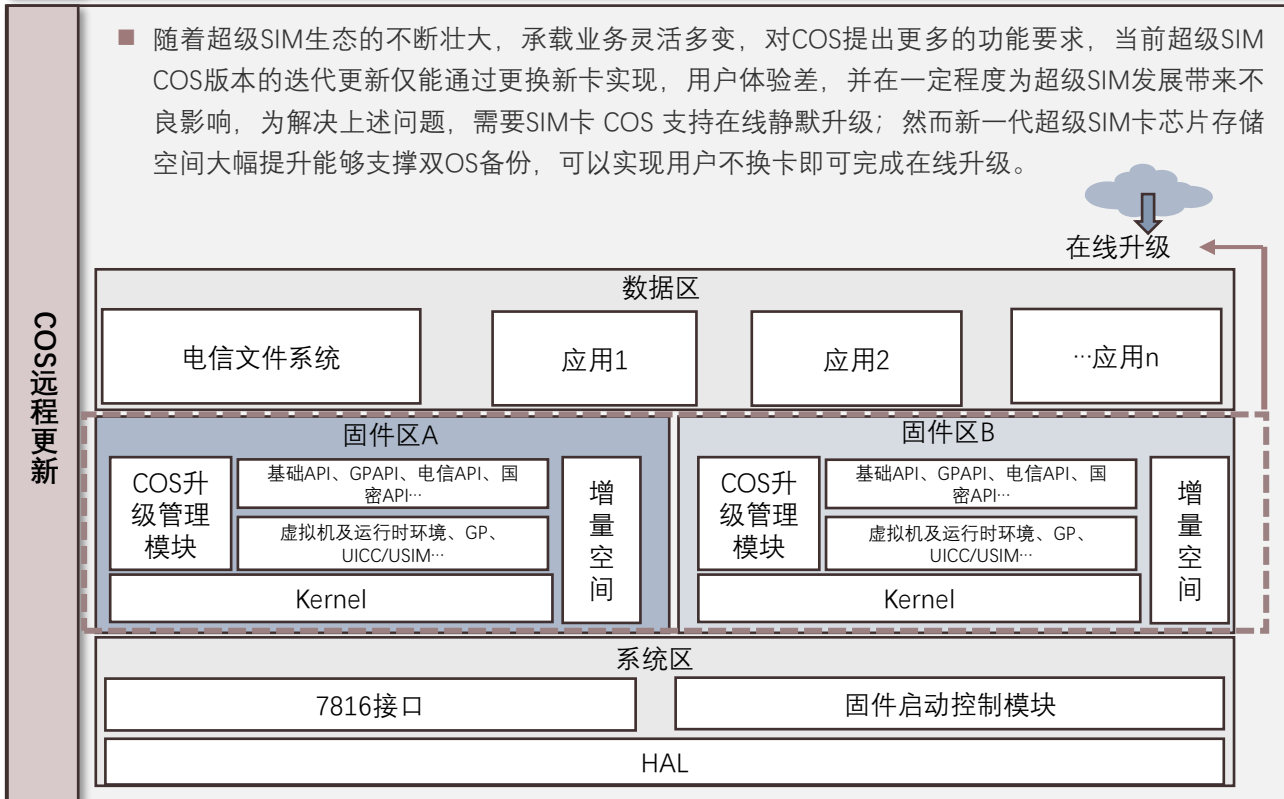 ■ 随着超级SIM生态的不断壮大，承载业务灵活多变，对COS提出更多的功能要求，当前超级SIM
COS版本的迭代更新仅能通过更换新卡实现，用户体验差，并在一定程度为超级SIM发展带来不
良影响，为解决上述问题，需要SIM卡 COS 支持在线静默升级；然而新一代超级SIM卡芯片存储
空间大幅提升能够支撑双OS备份，可以实现用户不换卡即可完成在线升级。
在线升级
COS远程更新
数据区
电信文件系统
应用1
应用2
…应用n
固件区A
COS升
级管理
模块
基础API、GPAPI、电信API、国
密API…
虚拟机及运行时环境、GP、
UICC/USIM…
Kernel
增
量
空
间
固件区B
COS升
级管理
模块
基础API、GPAPI、电信API、国
密API…
虚拟机及运行时环境、GP、
UICC/USIM…
Kernel
增
量
空
间
系统区
7816接口
固件启动控制模块
HAL